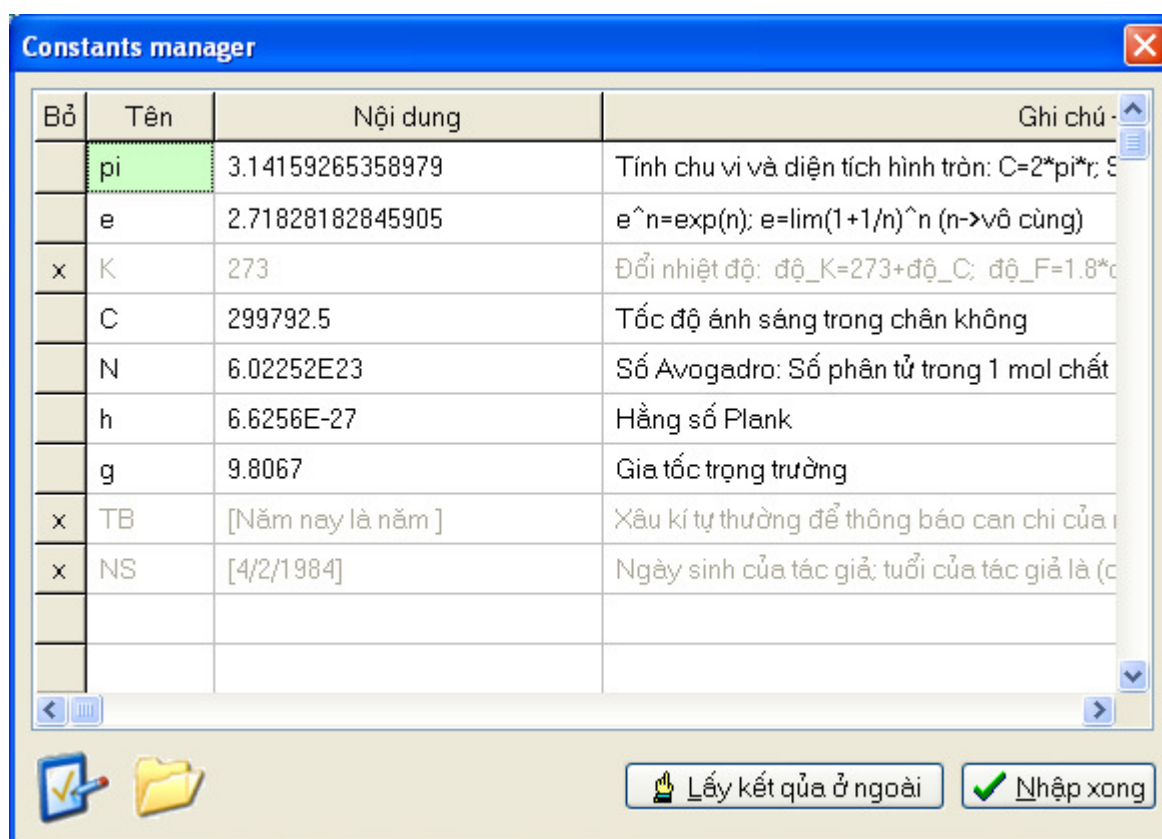 Constants manager
Bỏ Tên Nội dung Ghi chú -
pi 3.14159265358979 Tính chu vi và diện tích hình tròn: C=2*pi*r; S
e 2.71828182845905 e^n=exp(n); e=lim(1+1/n)^n (n->vô cùng)
x K 273 Đổi nhiệt độ: độ_K=273+độ_C; độ_F=1.8*
C 299792.5 Tốc độ ánh sáng trong chân không
N 6.02252E23 Số Avogadro: Số phân tử trong 1 mol chất
h 6.6256E-27 Hằng số Plank
g 9.8067 Gia tốc trọng trường
x TB [Năm nay là năm ] Xâu kí tự thường để thông báo can chi của
x NS [4/2/1984] Ngày sinh của tác giả; tuổi của tác giả là
Lấy kết qủa ở ngoài Nhập xong